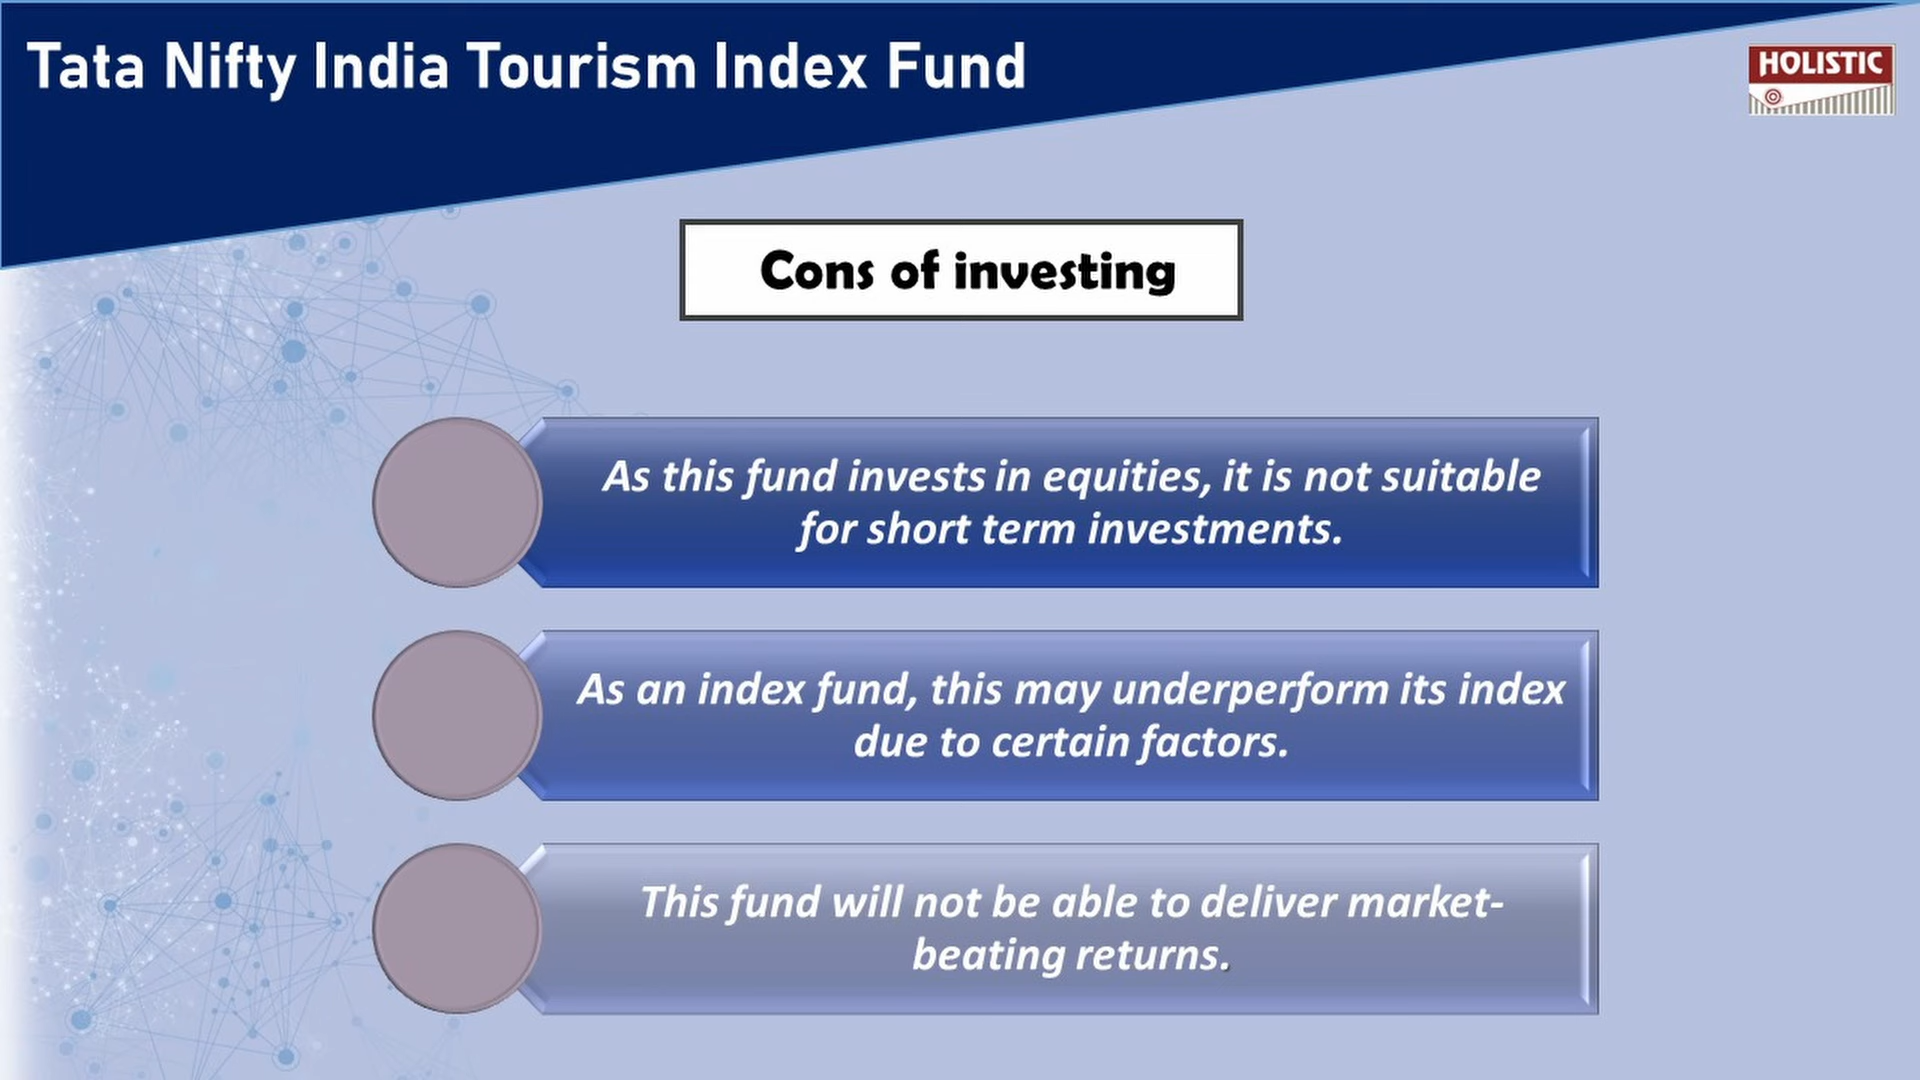 Tata Nifty India Tourism Index Fund
HOLISTIC
Cons of investing
As this fund invests in equities, it is not suitable
for short term investments.
As an index fund, this may underperform its index
due to certain factors.
This fund will not be able to deliver market-
beating returns.